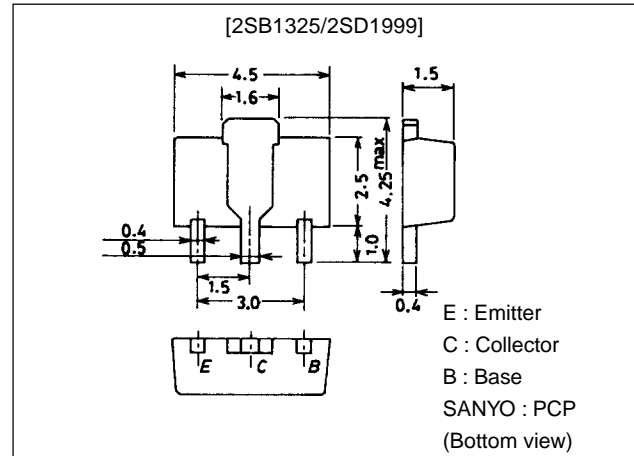 [2SB1325/2SD1999]
4.5
1.6
1.5
4.25max
2.5
1.0
0.4
0.5
1.5
3.0
0.4
E C B
E : Emitter
C : Collector
B : Base
SANYO : PCP
(Bottom view)